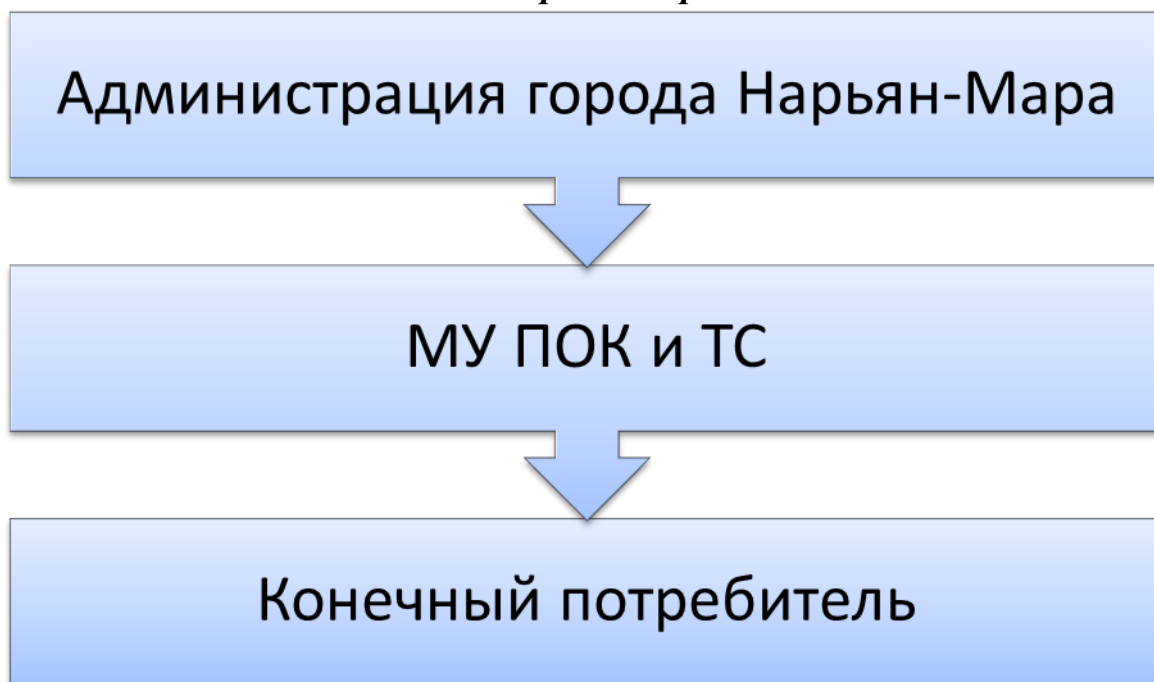 Администрация города Нарьян-Мара
МУ ПОК и ТС
Конечный потребитель